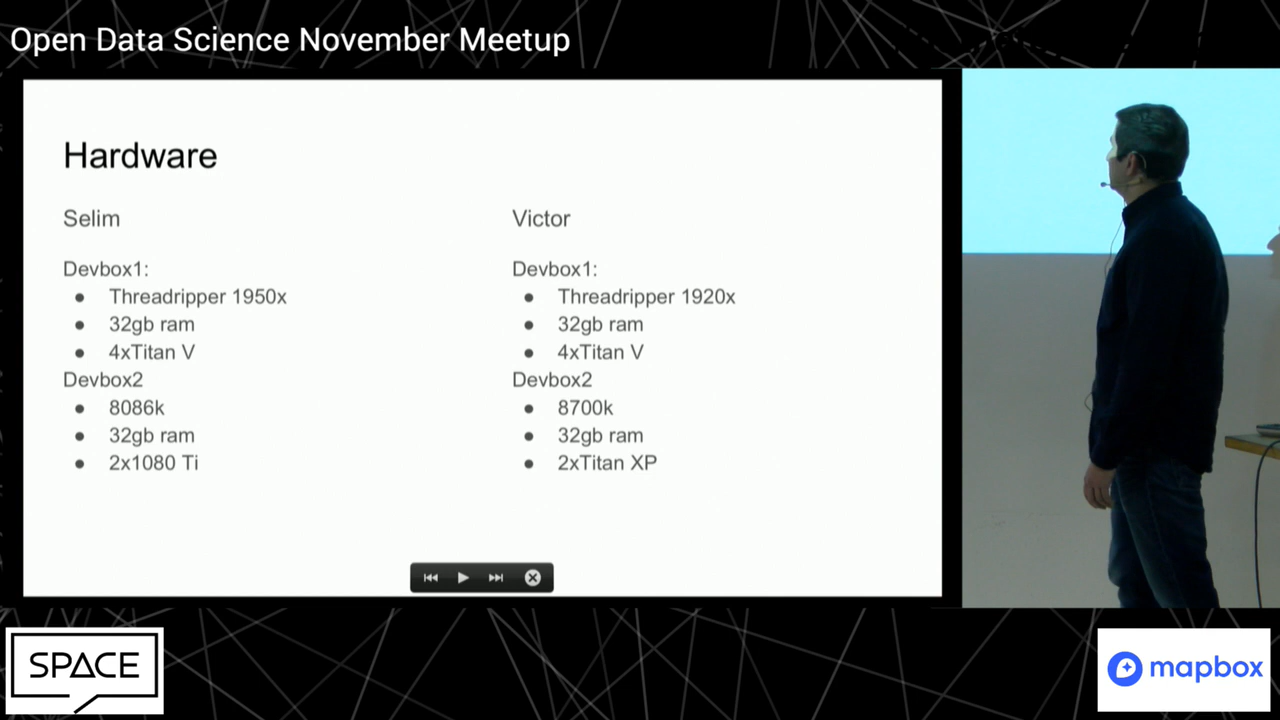 Open Data Science November Meetup
Hardware
Selim
Devbox1:
Threadripper 1950x
32gb ram
4xTitan V
Devbox2
8086k
32gb ram
2x1080 Ti
Victor
Devbox1:
Threadripper 1920x
32gb ram
4xTitan V
Devbox2
8700k
32gb ram
2xTitan XP
SPACE
mapbox